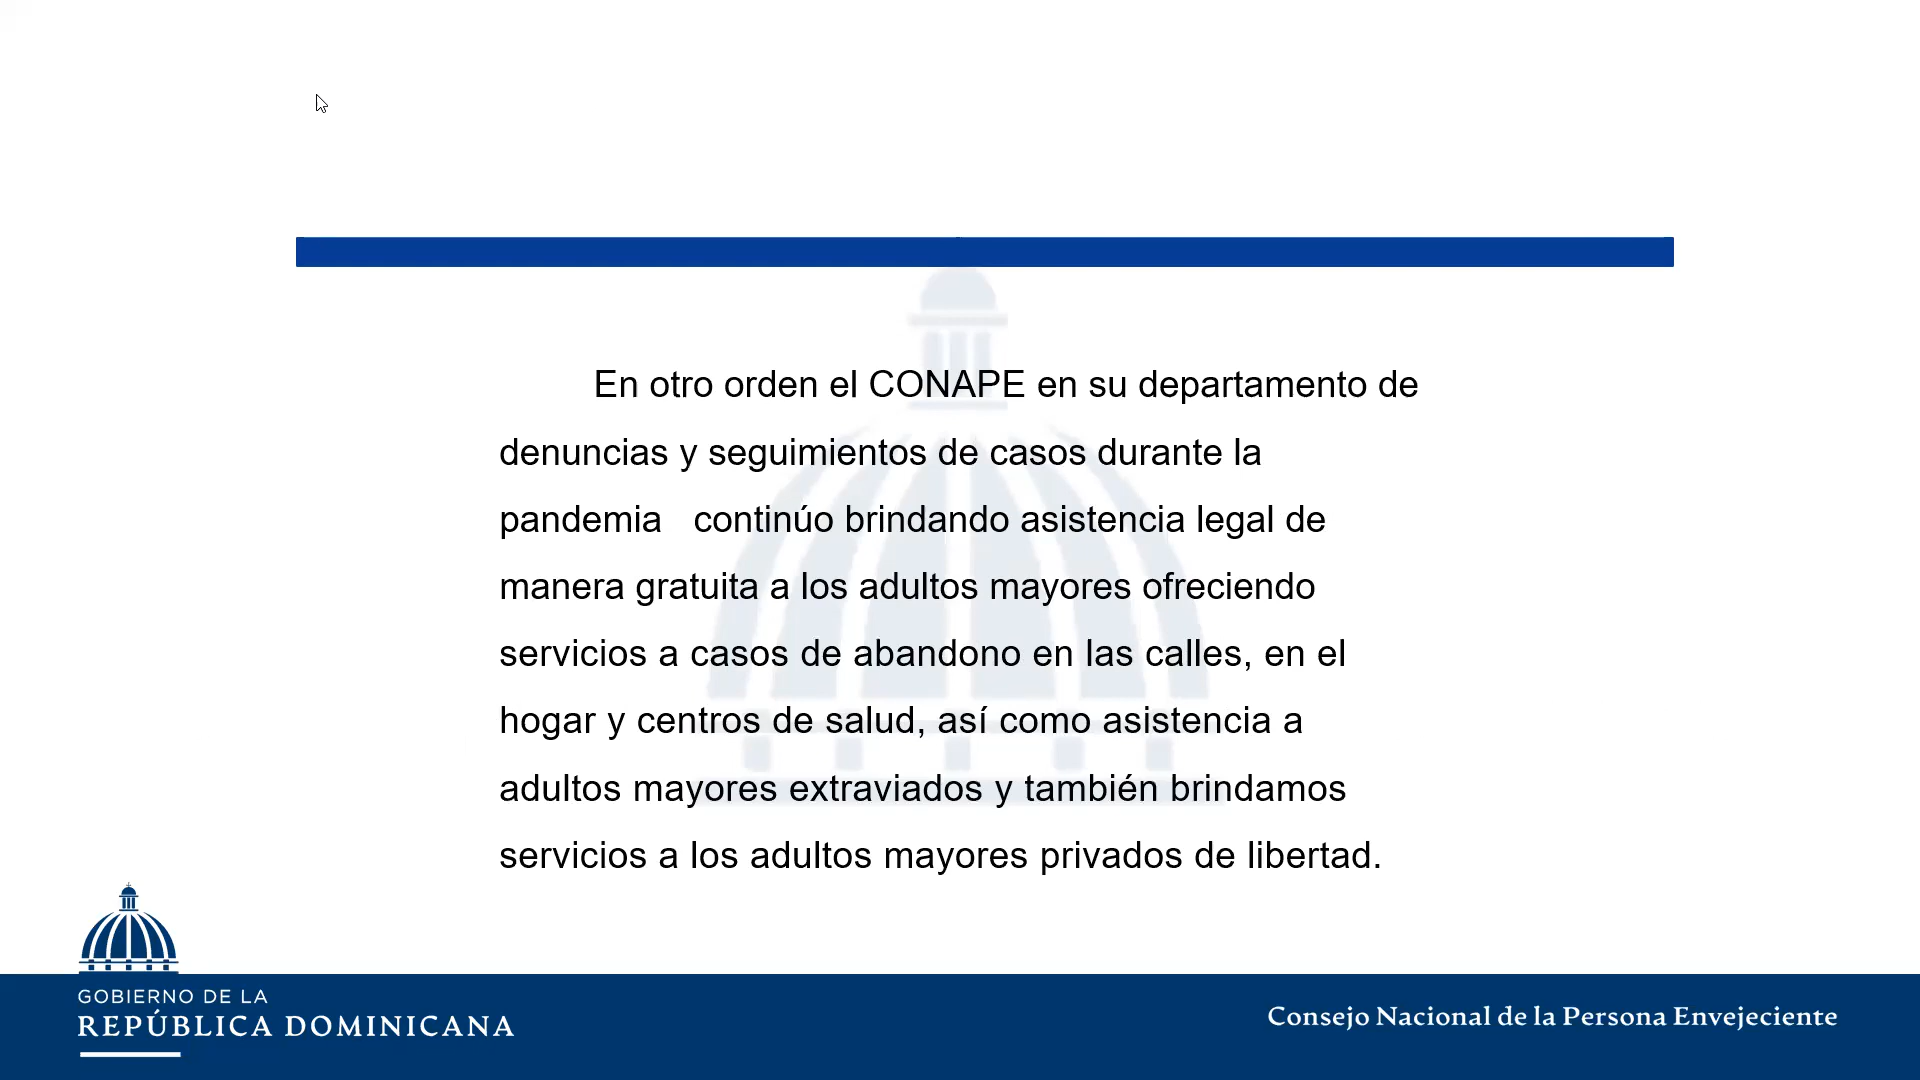 En otro orden el CONAPE en su departamento de
denuncias y seguimientos de casos durante la
pandemia   continúo brindando asistencia legal de
manera gratuita a los adultos mayores ofreciendo
servicios a casos de abandono en las calles, en el
hogar y centros de salud, así como asistencia a
adultos mayores extraviados y también brindamos
servicios a los adultos mayores privados de libertad.
GOBIERNO DE LA
REPÚBLICA DOMINICANA
Consejo Nacional de la Persona Envejeciente